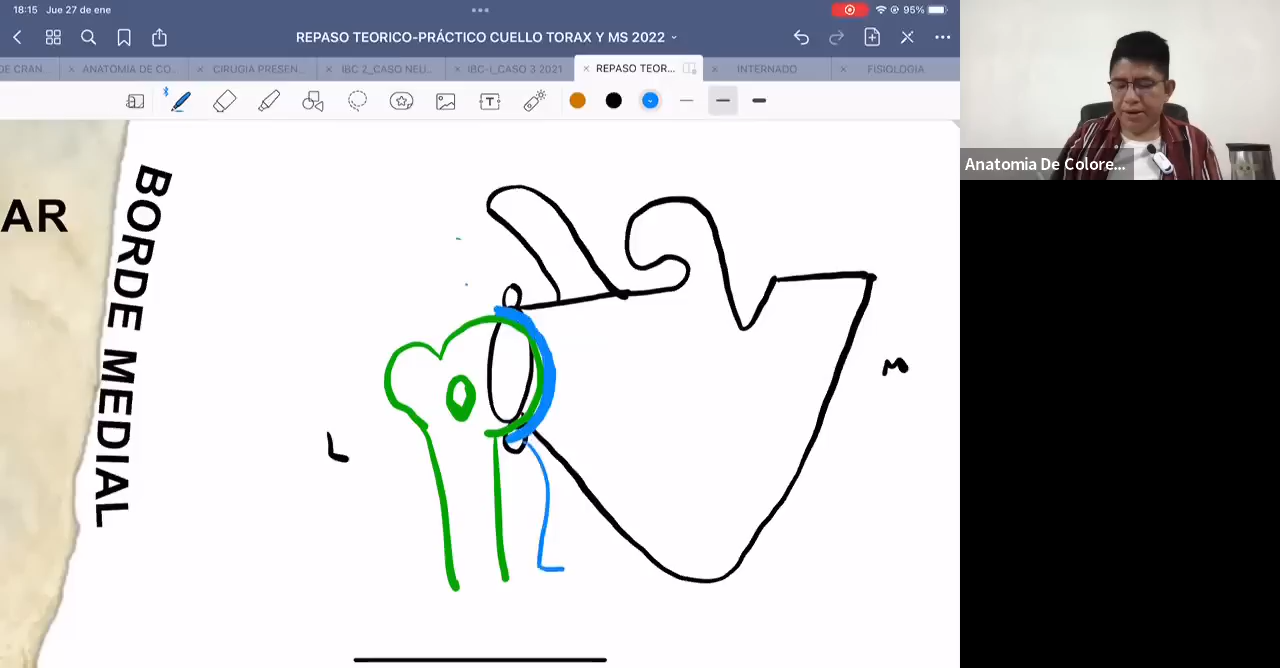 18:15 Jue 27 de ene
95%
REPASO TEORICO-PRÁCTICO CUELLO TORAX Y MS 2022
DE CRAN...
ANATOMIA DE CO...
CIRUGIA PRESEN...
IBC 2_CASO NEU...
IBC-I_CASO 3 2021
REPASO TEOR...
INTERNADO
FISIOLOGIA
Anatomia De Colore...
AR
BORDE MEDIAL
M
L